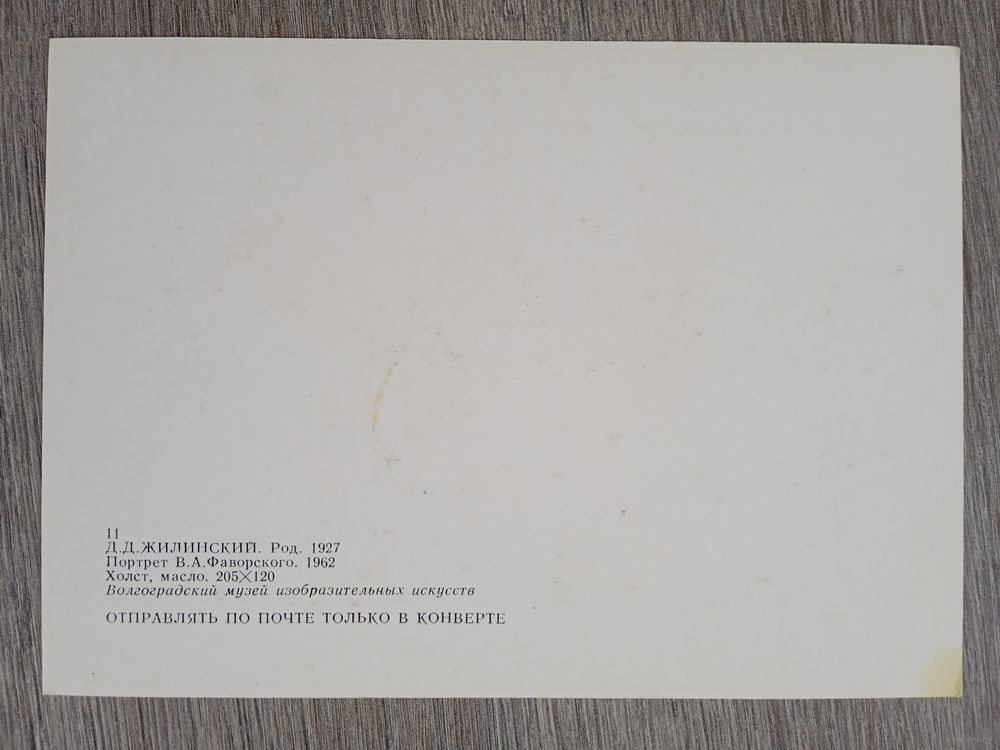 11
Д.Д.ЖИЛИНСКИЙ. Род. 1927
Портрет В.А.Фаворского. 1962
Холст, масло. 205×120
Волгоградский музей изобразительных искусств
ОТПРАВЛЯТЬ ПО ПОЧТЕ ТОЛЬКО В КОНВЕРТЕ